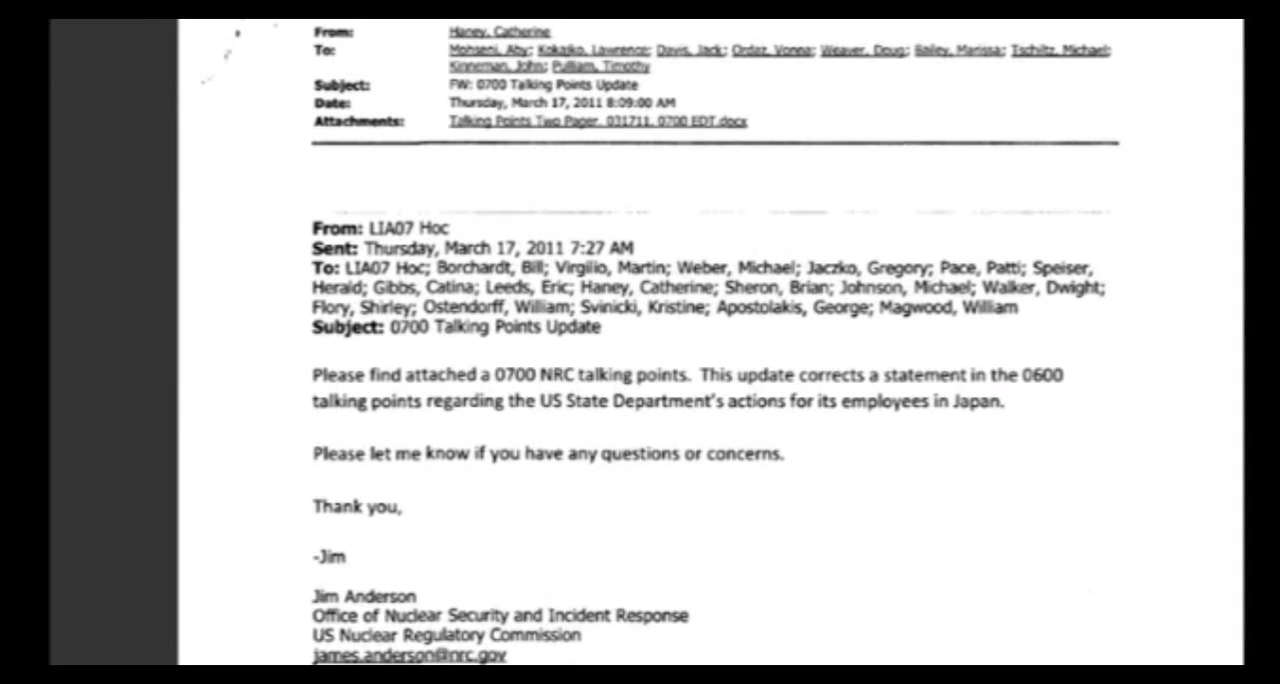 From: Haney, Catherine
To: Mohseni, Aby; Kokajko, Lawrence; Davis, Jack; Ordaz, Vonna; Weaver, Doug; Bailey, Marissa; Tschiltz, Michael;
Kinneman, John; Pulliam, Timothy
Subject: FW: 0700 Talking Points Update
Date: Thursday, March 17, 2011 8:09:00 AM
Attachments: Talking Points Two Pager. 031711. 0700 EDT.docx
From: LIA07 Hoc
Sent: Thursday, March 17, 2011 7:27 AM
To: LIA07 Hoc; Borchardt, Bill; Virgilio, Martin; Weber, Michael; Jaczko, Gregory; Pace, Patti; Speiser,
Herald; Gibbs, Catina; Leeds, Eric; Haney, Catherine; Sheron, Brian; Johnson, Michael; Walker, Dwight;
Flory, Shirley; Ostendorff, William; Svinicki, Kristine; Apostolakis, George; Magwood, William
Subject: 0700 Talking Points Update
Please find attached a 0700 NRC talking points. This update corrects a statement in the 0600
talking points regarding the US State Department's actions for its employees in Japan.
Please let me know if you have any questions or concerns.
Thank you,
-Jim
Jim Anderson
Office of Nuclear Security and Incident Response
US Nuclear Regulatory Commission
james.anderson@nrc.gov